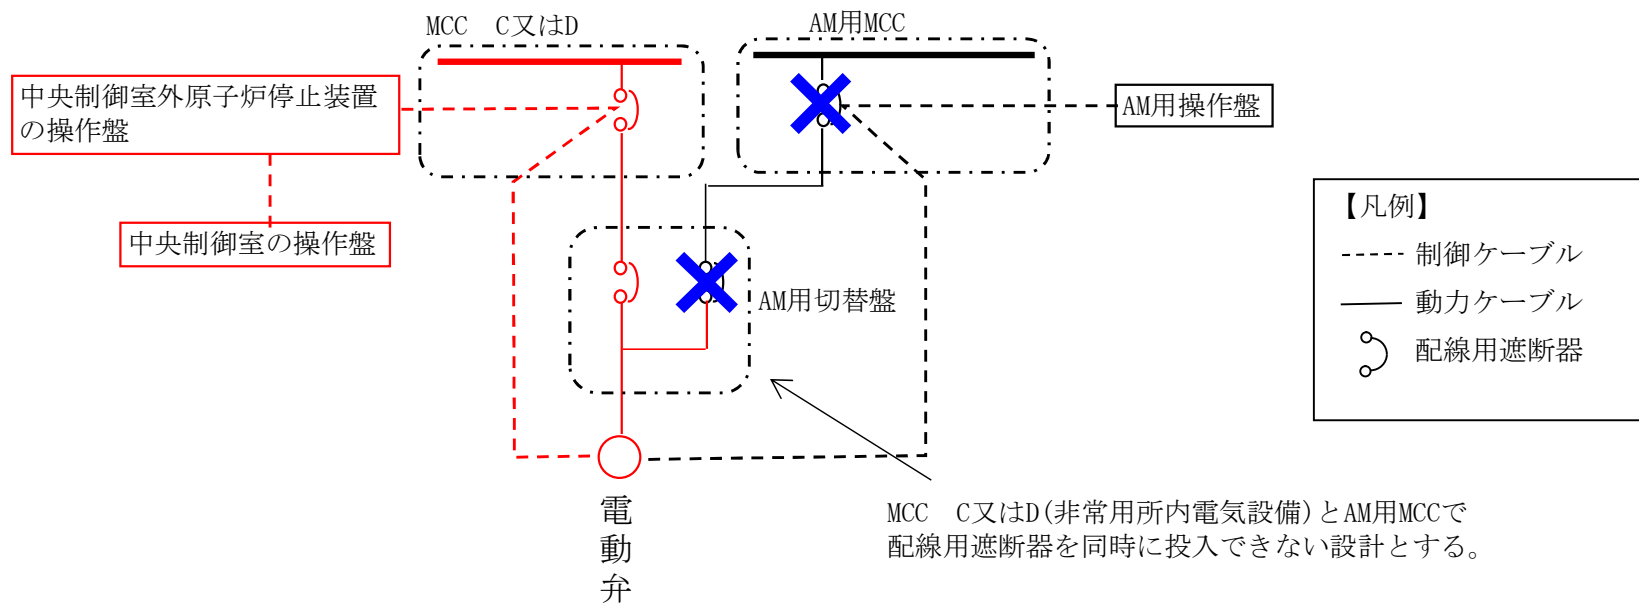 MCC　C又はD
AM用MCC
中央制御室外原子炉停止装置
の操作盤
AM用操作盤
中央制御室の操作盤
【凡例】
制御ケーブル
動力ケーブル
配線用遮断器
AM用切替盤
電動弁
MCC　C又はD(非常用所内電気設備)とAM用MCCで
配線用遮断器を同時に投入できない設計とする。